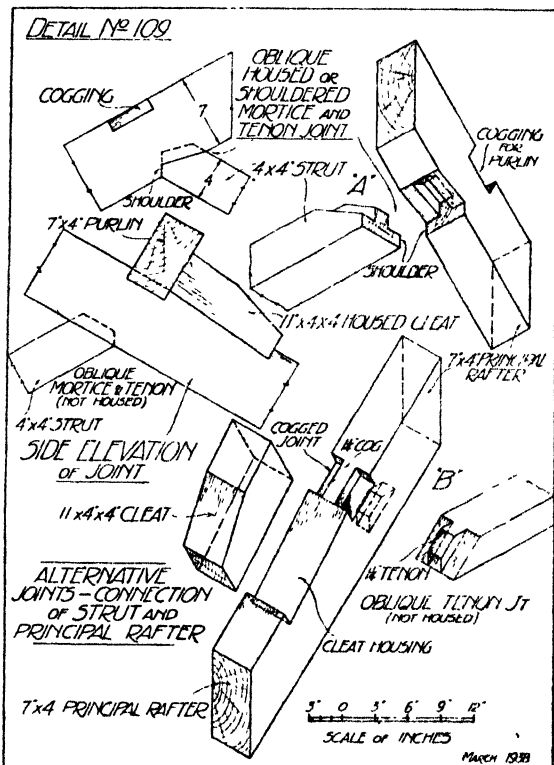 DETAIL Nº 109
COGGING
7
OBLIQUE
HOUSED OR
SHOULDERED
MORTICE AND
TENON JOINT
COGGING
FOR
PURLIN
SHOULDER
4
4"x4" STRUT
"A"
7"x4" PURLIN
SHOULDER
11"x4"x4" HOUSED CLEAT
7"x4" PRINCIPAL
RAFTER
OBLIQUE
MORTICE & TENON
(NOT HOUSED)
4"x4" STRUT
SIDE ELEVATION
OF JOINT
COGGED
JOINT
COG
"B"
11"x4"x4" CLEAT
TENON
OBLIQUE TENON JT
(NOT HOUSED)
ALTERNATIVE
JOINTS - CONNECTION
OF STRUT AND
PRINCIPAL RAFTER
CLEAT HOUSING
7"x4" PRINCIPAL RAFTER
3" 0 3" 6" 9" 12"
SCALE OF INCHES
MARCH 1938